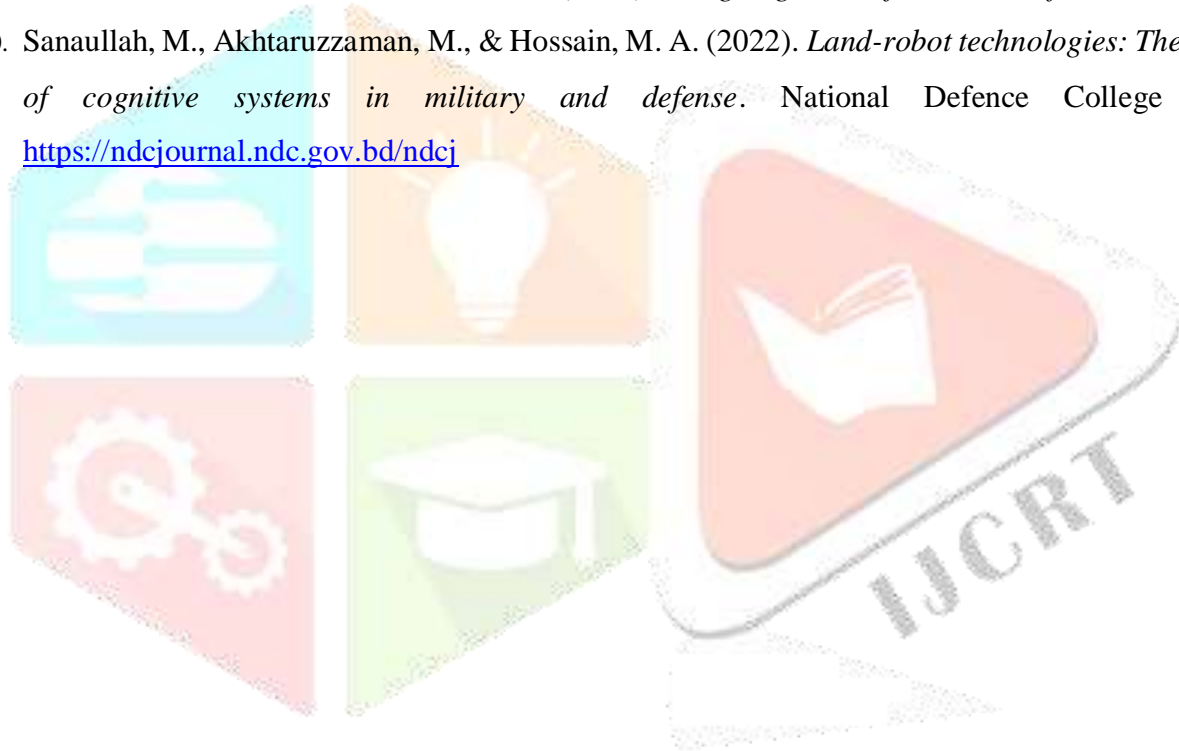 . Sanaullah, M., Akhtaruzzaman, M., & Hossain, M. A. (2022). Land-robot technologies: The
of cognitive systems in military and defense. National Defence College
https://ndcjournal.ndc.gov.bd/ndcj
IJCRT